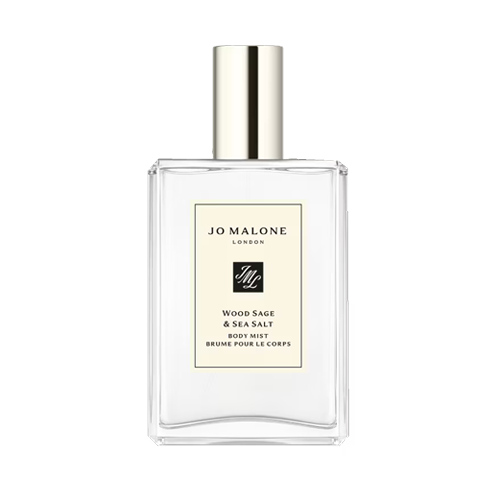 JO MALONE
LONDON
JML
WOOD SAGE
& SEA SALT
BODY MIST
BRUME POUR LE CORPS